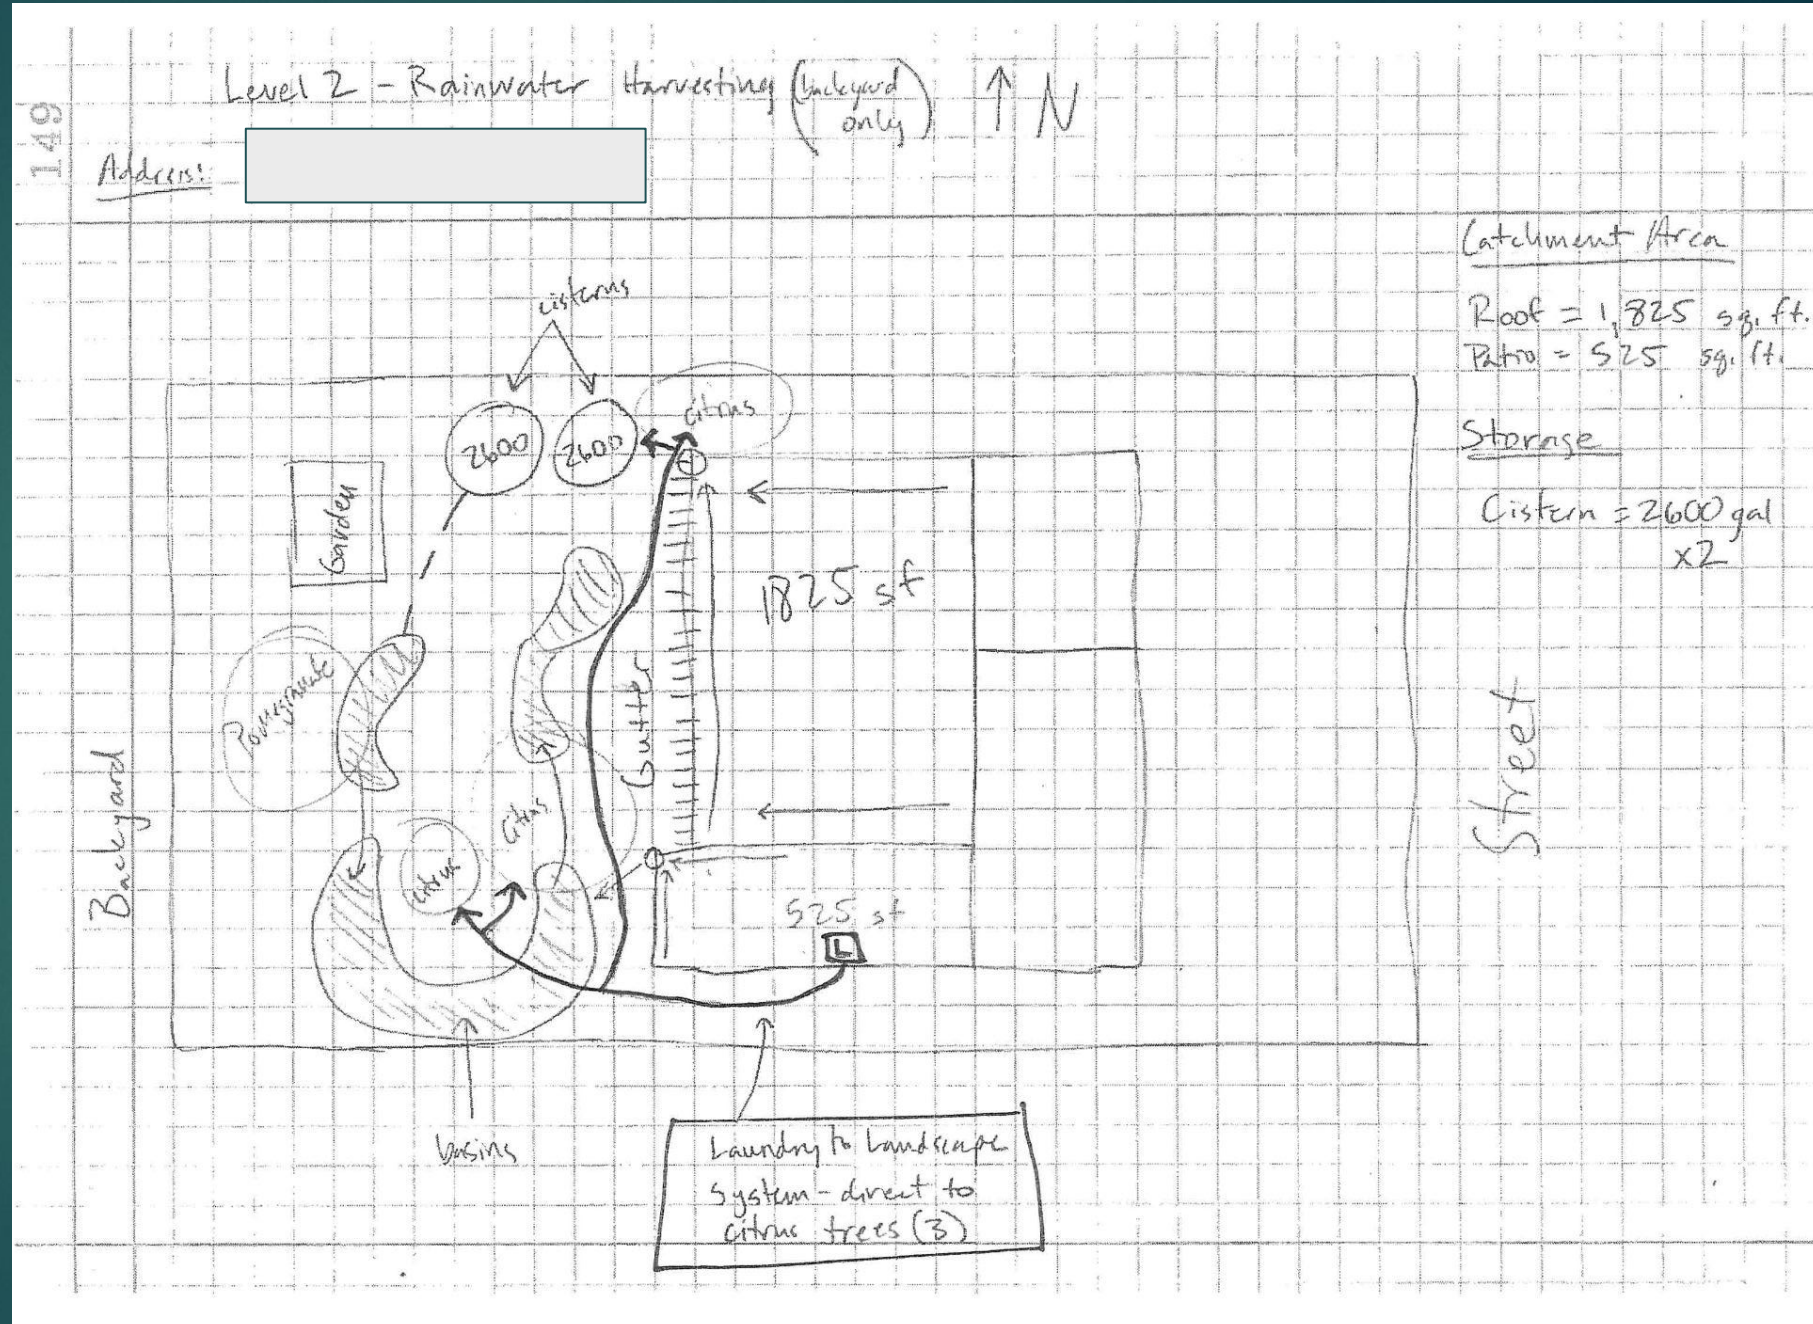 149
Level 2 - Rainwater Harvesting (backyard only)
↑ N
Address:
Catchment Area
Roof = 1,825 sq. ft.
Patio = 525 sq. ft.
Storage
Cistern = 2600 gal
x2
cisterns
2600
2600
citrus
Garden
1825 sf
Pomegranate
Gutter
Citrus
citrus
Backyard
Street
525 sf
L
basins
Laundry to Landscape
System - direct to
citrus trees (3)